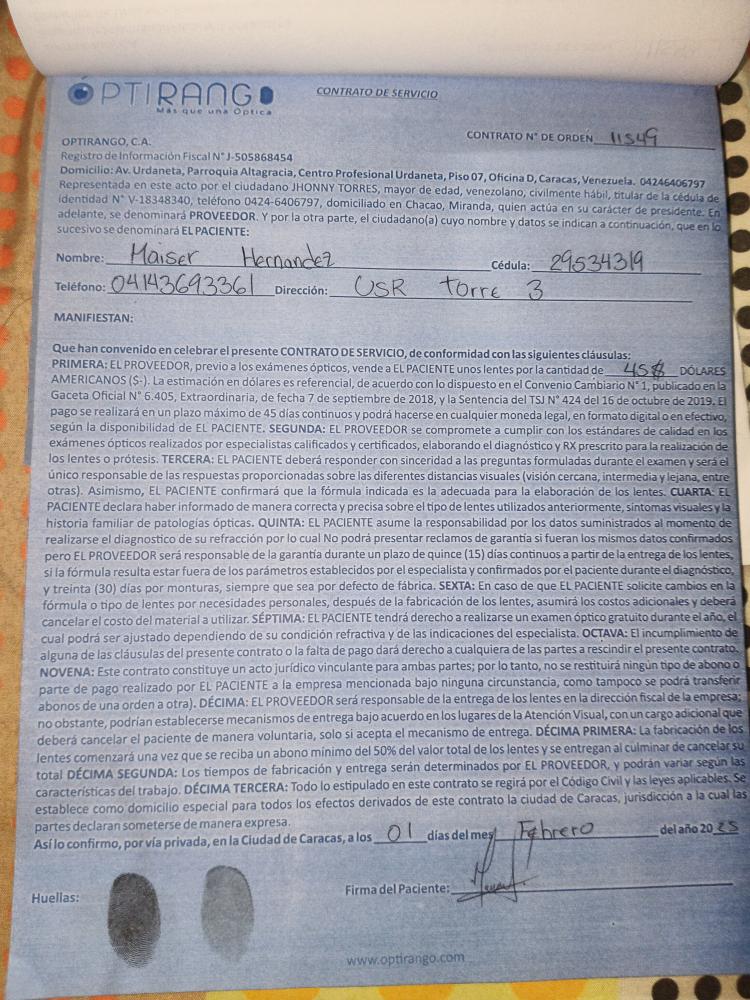 ÓPTIRANGO
Más que una Óptica
CONTRATO DE SERVICIO
CONTRATO N° DE ORDEN 11549
OPTIRANGO, C.A.
Registro de Información Fiscal N° J-505868454
Domicilio: Av. Urdaneta, Parroquia Altagracia, Centro Profesional Urdaneta, Piso 07, Oficina D, Caracas, Venezuela. 04246406797
Representada en este acto por el ciudadano JHONNY TORRES, mayor de edad, venezolano, civilmente hábil, titular de la cédula de
identidad N° V-18348340, teléfono 0424-6406797, domiciliado en Chacao, Miranda, quien actúa en su carácter de presidente. En
adelante, se denominará PROVEEDOR. Y por la otra parte, el ciudadano(a) cuyo nombre y datos se indican a continuación, que en lo
sucesivo se denominará EL PACIENTE:
Nombre: Maiser Hernandez Cédula: 29534319
Teléfono: 04143693361 Dirección: USR torre 3
MANIFIESTAN:
Que han convenido en celebrar el presente CONTRATO DE SERVICIO, de conformidad con las siguientes cláusulas:
PRIMERA: EL PROVEEDOR, previo a los exámenes ópticos, vende a EL PACIENTE unos lentes por la cantidad de 45$ DÓLARES
AMERICANOS ($-). La estimación en dólares es referencial, de acuerdo con lo dispuesto en el Convenio Cambiario N° 1, publicado en la
Gaceta Oficial N° 6.405, Extraordinaria, de fecha 7 de septiembre de 2018, y la Sentencia del TSJ N° 424 del 16 de octubre de 2019. El
pago se realizará en un plazo máximo de 45 días continuos y podrá hacerse en cualquier moneda legal, en formato digital o en efectivo,
según la disponibilidad de EL PACIENTE. SEGUNDA: EL PROVEEDOR se compromete a cumplir con los estándares de calidad en los
exámenes ópticos realizados por especialistas calificados y certificados, elaborando el diagnóstico y RX prescrito para la realización de
los lentes o prótesis. TERCERA: EL PACIENTE deberá responder con sinceridad a las preguntas formuladas durante el examen y será el
único responsable de las respuestas proporcionadas sobre las diferentes distancias visuales (visión cercana, intermedia y lejana, entre
otras). Asimismo, EL PACIENTE confirmará que la fórmula indicada es la adecuada para la elaboración de los lentes. CUARTA: EL
PACIENTE declara haber informado de manera correcta y precisa sobre el tipo de lentes utilizados anteriormente, síntomas visuales y la
historia familiar de patologías ópticas. QUINTA: EL PACIENTE asume la responsabilidad por los datos suministrados al momento de
realizarse el diagnostico de su refracción por lo cual No podrá presentar reclamos de garantía si fueran los mismos datos confirmados
pero EL PROVEEDOR será responsable de la garantía durante un plazo de quince (15) días continuos a partir de la entrega de los lentes,
si la fórmula resulta estar fuera de los parámetros establecidos por el especialista y confirmados por el paciente durante el diagnóstico,
y treinta (30) días por monturas, siempre que sea por defecto de fábrica. SEXTA: En caso de que EL PACIENTE solicite cambios en la
fórmula o tipo de lentes por necesidades personales, después de la fabricación de los lentes, asumirá los costos adicionales y deberá
cancelar el costo del material a utilizar. SÉPTIMA: EL PACIENTE tendrá derecho a realizarse un examen óptico gratuito durante el año, el
cual podrá ser ajustado dependiendo de su condición refractiva y de las indicaciones del especialista. OCTAVA: El incumplimiento de
alguna de las cláusulas del presente contrato o la falta de pago dará derecho a cualquiera de las partes a rescindir el presente contrato.
NOVENA: Este contrato constituye un acto jurídico vinculante para ambas partes; por lo tanto, no se restituirá ningún tipo de abono o
parte de pago realizado por EL PACIENTE a la empresa mencionada bajo ninguna circunstancia, como tampoco se podrá transferir
abonos de una orden a otra). DÉCIMA: EL PROVEEDOR será responsable de la entrega de los lentes en la dirección fiscal de la empresa;
no obstante, podrían establecerse mecanismos de entrega bajo acuerdo en los lugares de la Atención Visual, con un cargo adicional que
deberá cancelar el paciente de manera voluntaria, solo si acepta el mecanismo de entrega. DÉCIMA PRIMERA: La fabricación de los
lentes comenzará una vez que se reciba un abono mínimo del 50% del valor total de los lentes y se entregan al culminar de cancelar su
total DÉCIMA SEGUNDA: Los tiempos de fabricación y entrega serán determinados por EL PROVEEDOR, y podrán variar según las
características del trabajo. DÉCIMA TERCERA: Todo lo estipulado en este contrato se regirá por el Código Civil y las leyes aplicables. Se
establece como domicilio especial para todos los efectos derivados de este contrato la ciudad de Caracas, jurisdicción a la cual las
partes declaran someterse de manera expresa.
Así lo confirmo, por vía privada, en la Ciudad de Caracas, a los 01 días del mes Febrero del año 2025
Huellas:
Firma del Paciente:
www.optirango.com